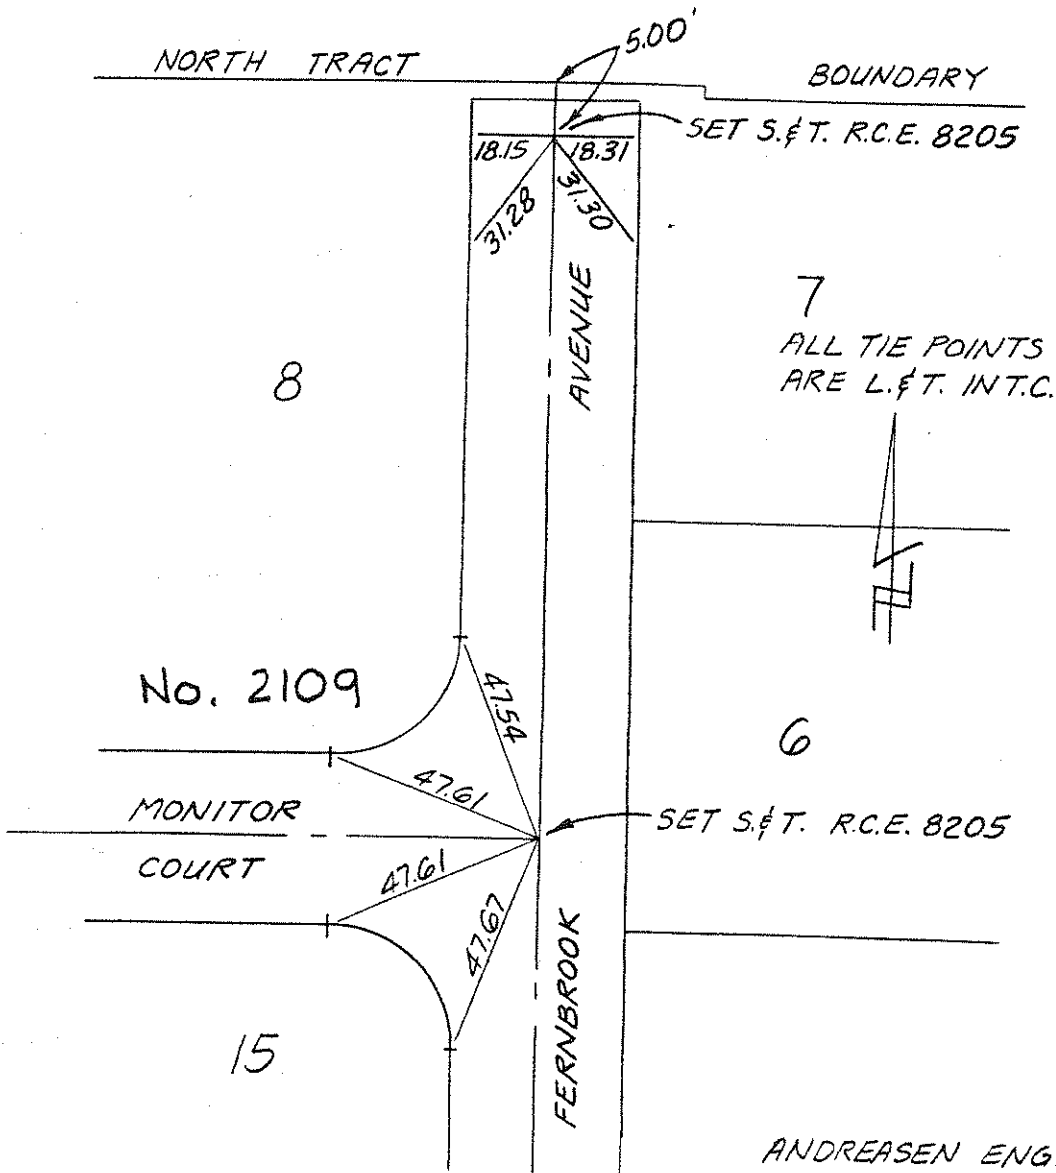 5.00'
NORTH TRACT BOUNDARY
SET S.&T. R.C.E. 8205
18.15 18.31
31.28 31.30
AVENUE
7
ALL TIE POINTS
ARE L.&T. IN T.C.
8
No. 2109
47.54
6
47.61
MONITOR
SET S.&T. R.C.E. 8205
COURT
47.61
47.67
FERNBROOK
15
ANDREASEN ENG